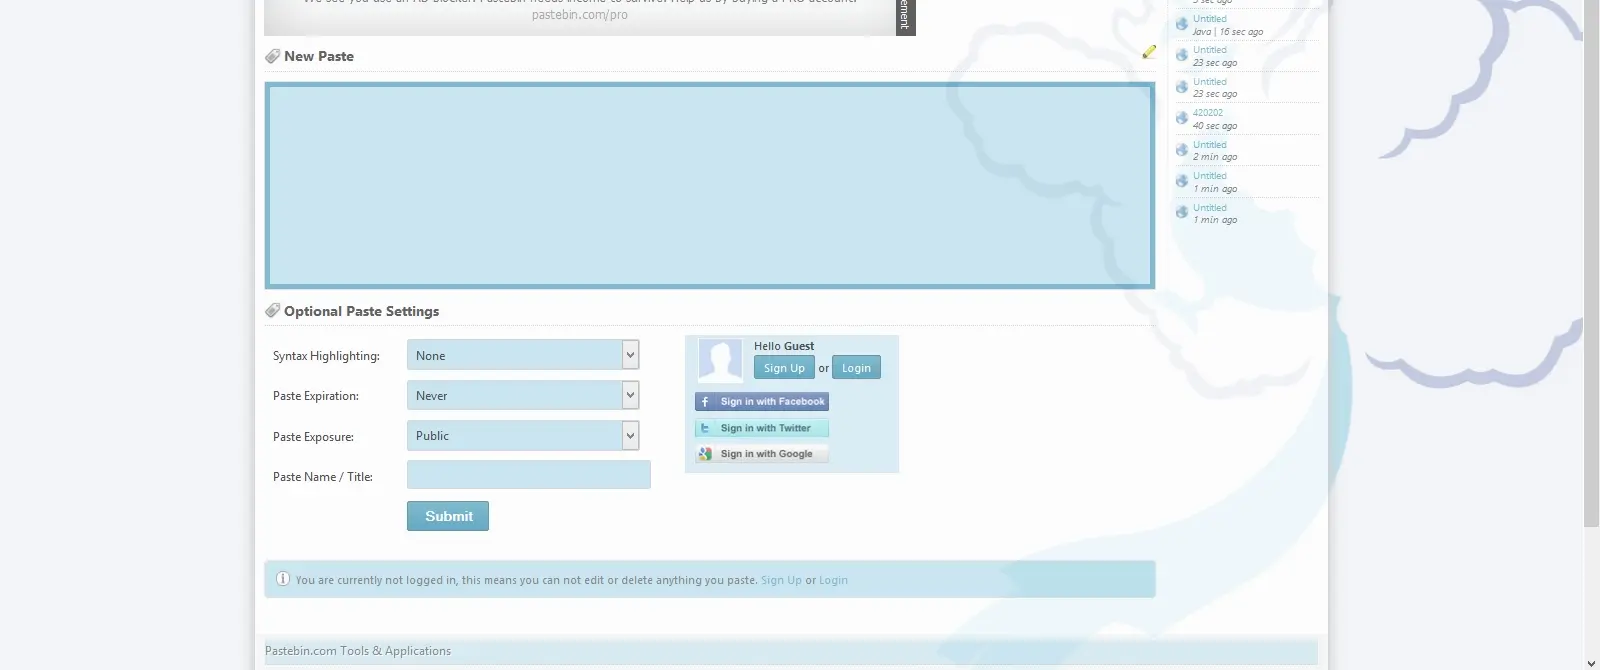 We see you use an AD-blocker. Pastebin needs income to survive. Help us by buying a PRO account.
pastebin.com/pro
New Paste
Optional Paste Settings
Syntax Highlighting: None
Paste Expiration: Never
Paste Exposure: Public
Paste Name / Title:
Submit
Hello Guest
Sign Up or Login
Sign in with Facebook
Sign in with Twitter
Sign in with Google
You are currently not logged in, this means you can not edit or delete anything you paste. Sign Up or Login
Pastebin.com Tools & Applications
sec ago
Untitled
Java | 16 sec ago
Untitled
23 sec ago
Untitled
23 sec ago
420202
40 sec ago
Untitled
2 min ago
Untitled
1 min ago
Untitled
1 min ago